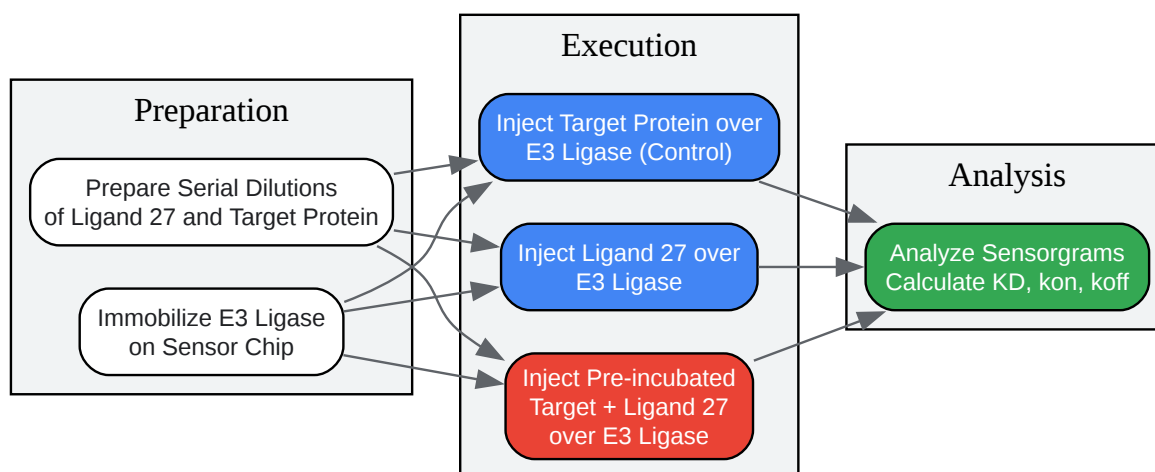 Preparation
Prepare Serial Dilutions
of Ligand 27 and Target Protein
Immobilize E3 Ligase
on Sensor Chip
Execution
Inject Target Protein over
E3 Ligase (Control)
Inject Ligand 27 over
E3 Ligase
Inject Pre-incubated
Target + Ligand 27
over E3 Ligase
Analysis
Analyze Sensorgrams
Calculate KD, kon, koff